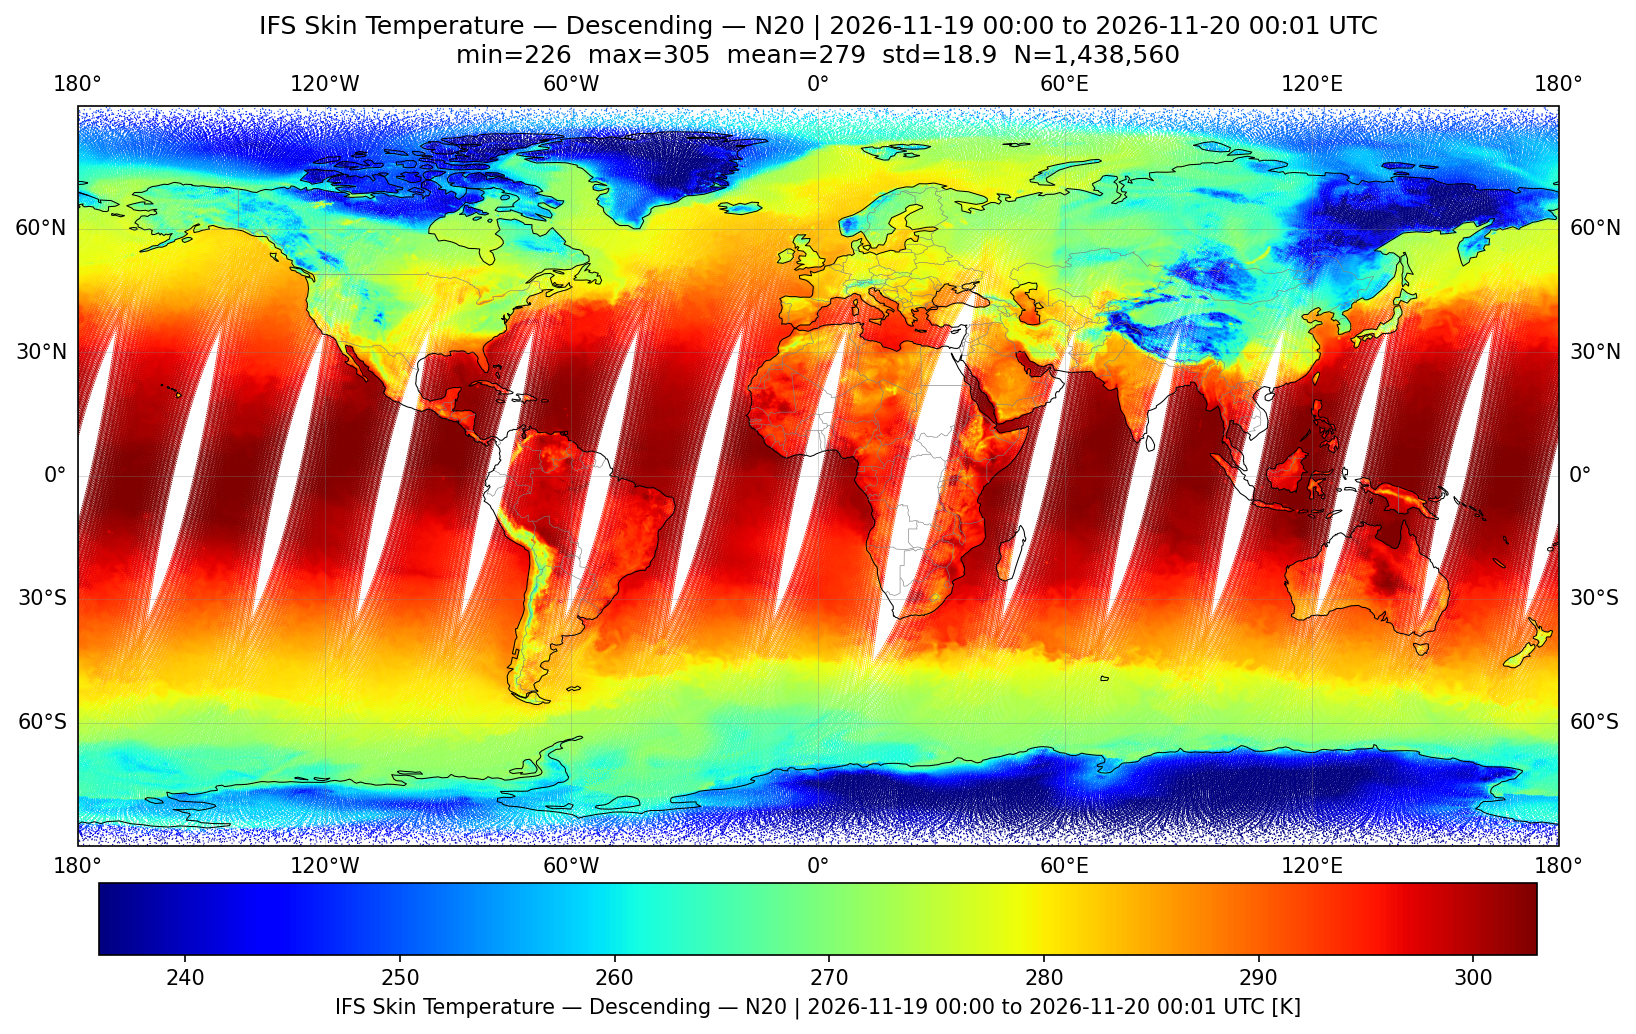 IFS Skin Temperature — Descending — N20 | 2026-11-19 00:00 to 2026-11-20 00:01 UTC
min=226  max=305  mean=279  std=18.9  N=1,438,560
180° 120°W 60°W 0° 60°E 120°E 180°
60°N 60°N
30°N 30°N
0° 0°
30°S 30°S
60°S 60°S
180° 120°W 60°W 0° 60°E 120°E 180°
240 250 260 270 280 290 300
IFS Skin Temperature — Descending — N20 | 2026-11-19 00:00 to 2026-11-20 00:01 UTC [K]